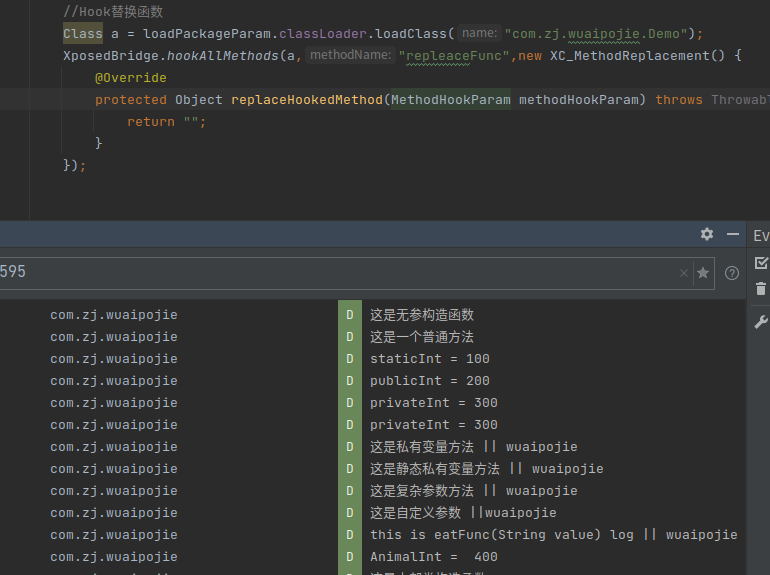 //Hook替换函数
Class a = loadPackageParam.classLoader.loadClass( name: "com.zj.wuaipojie.Demo");
XposedBridge.hookAllMethods(a, methodName: "repleaceFunc",new XC_MethodReplacement() {
@Override
protected Object replaceHookedMethod(MethodHookParam methodHookParam) throws
return "";
}
});
Ev
595
com.zj.wuaipojie D 这是无参构造函数
com.zj.wuaipojie D 这是一个普通方法
com.zj.wuaipojie D staticInt = 100
com.zj.wuaipojie D publicInt = 200
com.zj.wuaipojie D privateInt = 300
com.zj.wuaipojie D privateInt = 300
com.zj.wuaipojie D 这是私有变量方法 || wuaipojie
com.zj.wuaipojie D 这是静态私有变量方法 || wuaipojie
com.zj.wuaipojie D 这是复杂参数方法 || wuaipojie
com.zj.wuaipojie D 这是自定义参数 ||wuaipojie
com.zj.wuaipojie D this is eatFunc(String value) log || wuaipojie
com.zj.wuaipojie D AnimalInt =  400